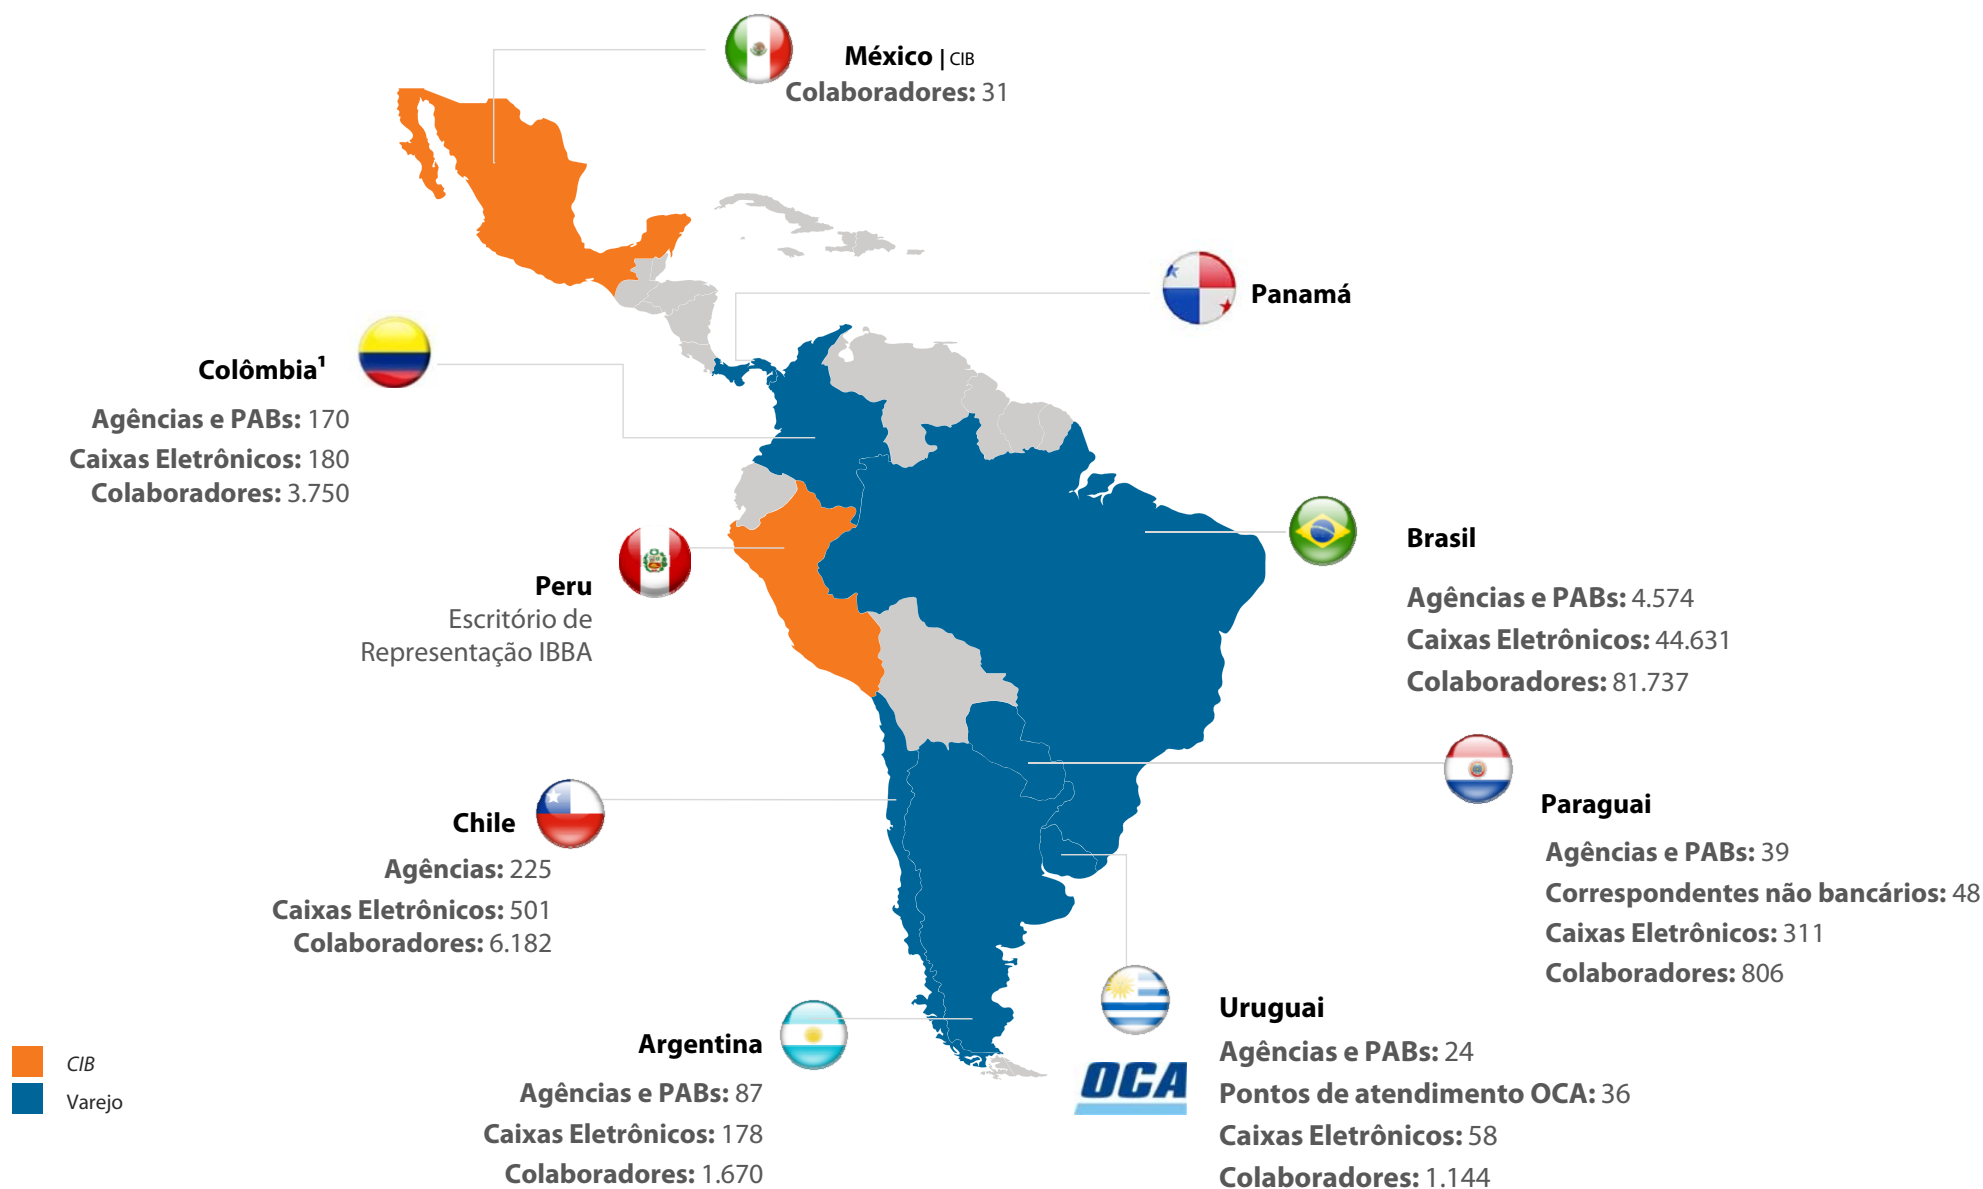 México | CIB
Colaboradores: 31
Panamá
Colômbia¹
Agências e PABs: 170
Caixas Eletrônicos: 180
Colaboradores: 3.750
Peru
Escritório de
Representação IBBA
Brasil
Agências e PABs: 4.574
Caixas Eletrônicos: 44.631
Colaboradores: 81.737
Chile
Agências: 225
Caixas Eletrônicos: 501
Colaboradores: 6.182
Paraguai
Agências e PABs: 39
Correspondentes não bancários: 48
Caixas Eletrônicos: 311
Colaboradores: 806
Argentina
Agências e PABs: 87
Caixas Eletrônicos: 178
Colaboradores: 1.670
OCA
Uruguai
Agências e PABs: 24
Pontos de atendimento OCA: 36
Caixas Eletrônicos: 58
Colaboradores: 1.144
CIB
Varejo